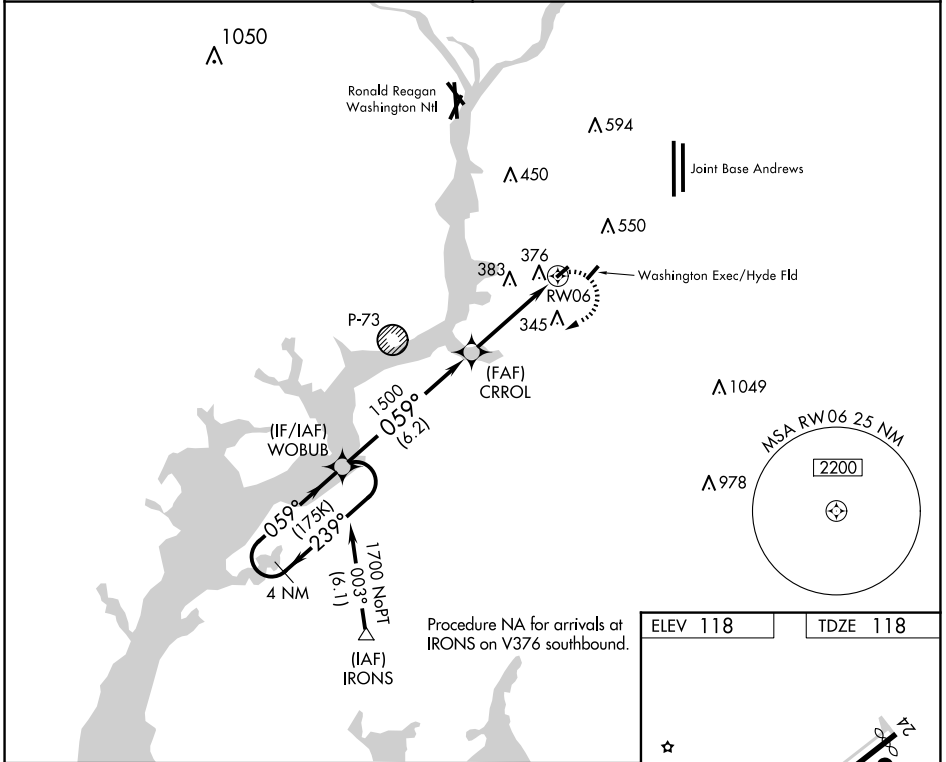 1050
Ronald Reagan
Washington Ntl
594
450
Joint Base Andrews
550
383
376
Washington Exec/Hyde Fld
RW06
345
P-73
(FAF)
CRROL
1500
059°
(6.2)
1049
(IF/IAF)
WOBUB
MSA RW06 25 NM
2200
978
059°
(175K)
239°
4 NM
1700 NoPT
003°
(6.1)
(IAF)
IRONS
Procedure NA for arrivals at
IRONS on V376 southbound.
ELEV 118
TDZE 118
24